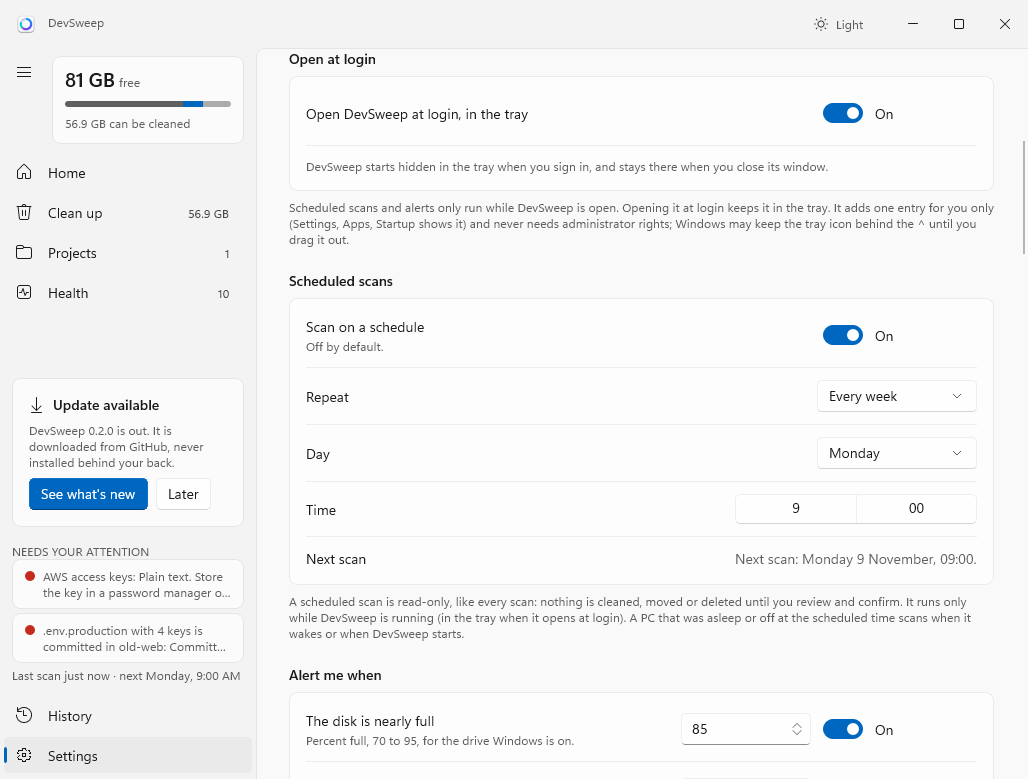 DevSweep
Light
81 GB free
56.9 GB can be cleaned
Home
Clean up 56.9 GB
Projects 1
Health 10
Update available
DevSweep 0.2.0 is out. It is
downloaded from GitHub, never
installed behind your back.
See what's new
Later
NEEDS YOUR ATTENTION
AWS access keys: Plain text. Store
the key in a password manager o...
.env.production with 4 keys is
committed in old-web: Committ...
Last scan just now · next Monday, 9:00 AM
History
Settings
Open at login
Open DevSweep at login, in the tray On
DevSweep starts hidden in the tray when you sign in, and stays there when you close its window.
Scheduled scans and alerts only run while DevSweep is open. Opening it at login keeps it in the tray. It adds one entry for you only
(Settings, Apps, Startup shows it) and never needs administrator rights; Windows may keep the tray icon behind the ^ until you
drag it out.
Scheduled scans
Scan on a schedule On
Off by default.
Repeat Every week
Day Monday
Time 9 00
Next scan Next scan: Monday 9 November, 09:00.
A scheduled scan is read-only, like every scan: nothing is cleaned, moved or deleted until you review and confirm. It runs only
while DevSweep is running (in the tray when it opens at login). A PC that was asleep or off at the scheduled time scans when it
wakes or when DevSweep starts.
Alert me when
The disk is nearly full 85 On
Percent full, 70 to 95, for the drive Windows is on.